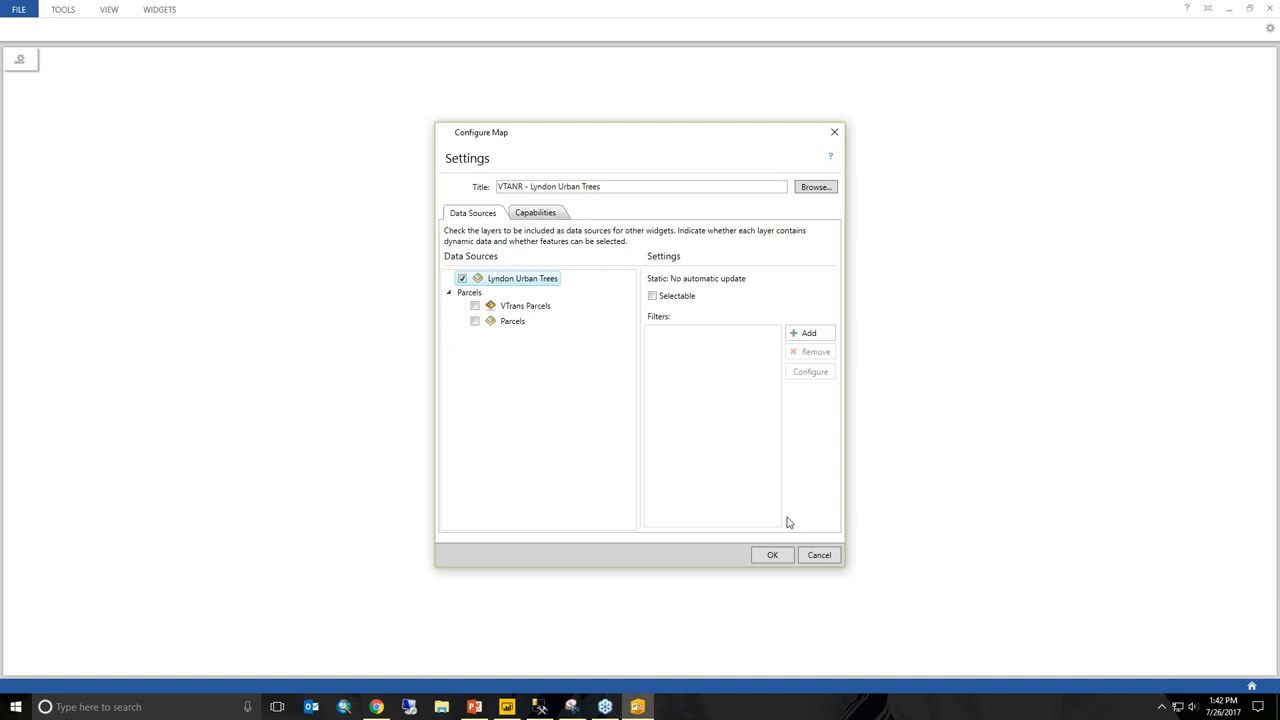 FILE TOOLS VIEW WIDGETS
?
Configure Map
Settings
?
Title: VTANR - Lyndon Urban Trees Browse...
Data Sources Capabilities
Check the layers to be included as data sources for other widgets. Indicate whether each layer contains
dynamic data and whether features can be selected.
Data Sources Settings
Lyndon Urban Trees Static: No automatic update
Parcels Selectable
VTrans Parcels
Filters:
Parcels
Add
Remove
Configure
OK Cancel
Type here to search
1:42 PM
7/26/2017